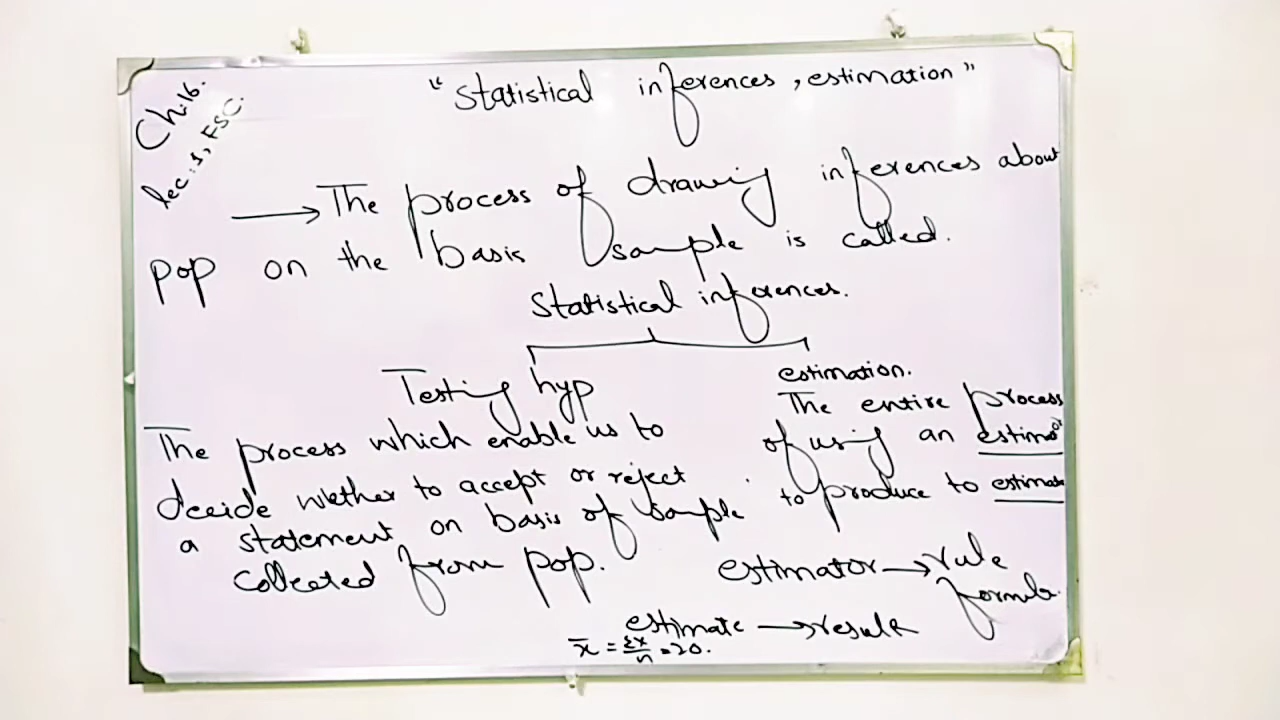 Ch.16.
lec:1, FSC.
"Statistical inferences, estimation"
→ The process of drawing inferences about
pop on the basis sample is called.
Statistical inferences.
Testing hyp
The process which enable us to
decide wether to accept or reject
a statement on basis of sample
collected from pop.
estimation.
The entire process
of using an estimator
to produce to estimate
estimator → rule
formula.
estimate → result
x̄ = Σx/n = 20.